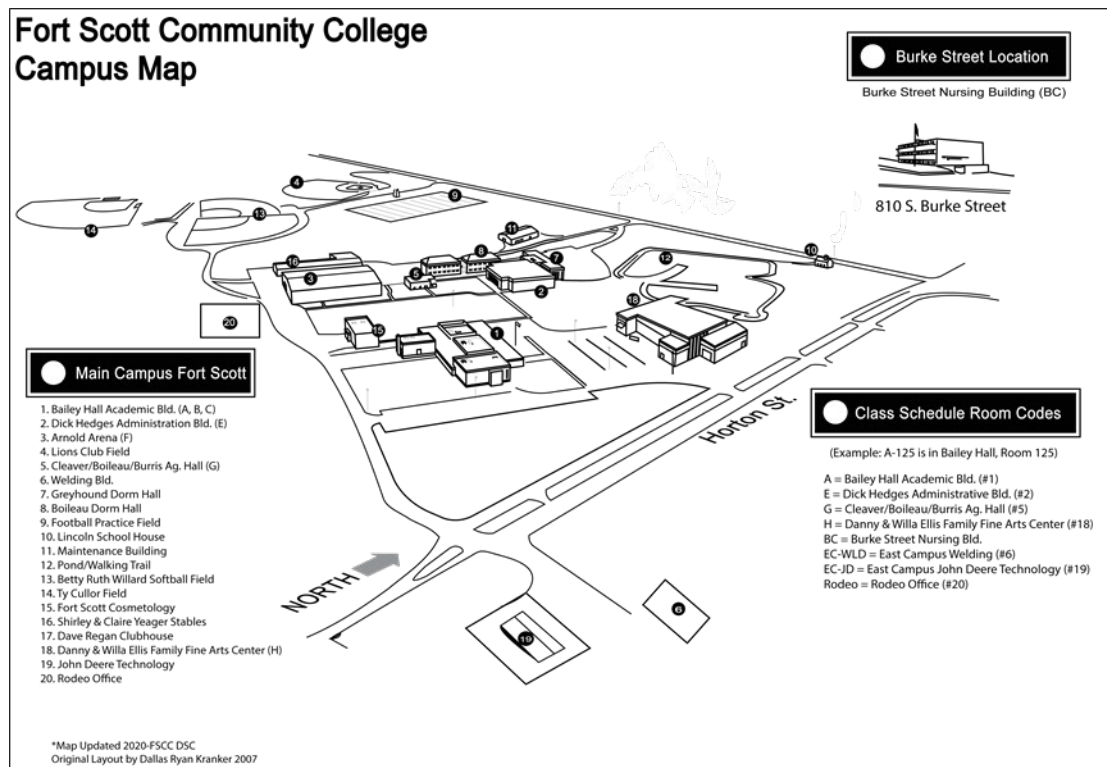 Fort Scott Community College
Campus Map
Burke Street Location
Burke Street Nursing Building (BC)
810 S. Burke Street
4
14
13
9
11
10
16
8
7
12
3
5
2
18
20
15
1
Main Campus Fort Scott
1. Bailey Hall Academic Bld. (A, B, C)
2. Dick Hedges Administration Bld. (E)
3. Arnold Arena (F)
4. Lions Club Field
5. Cleaver/Boileau/Burris Ag. Hall (G)
6. Welding Bld.
7. Greyhound Dorm Hall
8. Boileau Dorm Hall
9. Football Practice Field
10. Lincoln School House
11. Maintenance Building
12. Pond/Walking Trail
13. Betty Ruth Willard Softball Field
14. Ty Cullor Field
15. Fort Scott Cosmetology
16. Shirley & Claire Yeager Stables
17. Dave Regan Clubhouse
18. Danny & Willa Ellis Family Fine Arts Center (H)
19. John Deere Technology
20. Rodeo Office
Horton St.
Class Schedule Room Codes
(Example: A-125 is in Bailey Hall, Room 125)
A = Bailey Hall Academic Bld. (#1)
E = Dick Hedges Administrative Bld. (#2)
G = Cleaver/Boileau/Burris Ag. Hall (#5)
H = Danny & Willa Ellis Family Fine Arts Center (#18)
BC = Burke Street Nursing Bld.
EC-WLD = East Campus Welding (#6)
EC-JD = East Campus John Deere Technology (#19)
Rodeo = Rodeo Office (#20)
NORTH
6
19
*Map Updated 2020-FSCC DSC
Original Layout by Dallas Ryan Kranker 2007